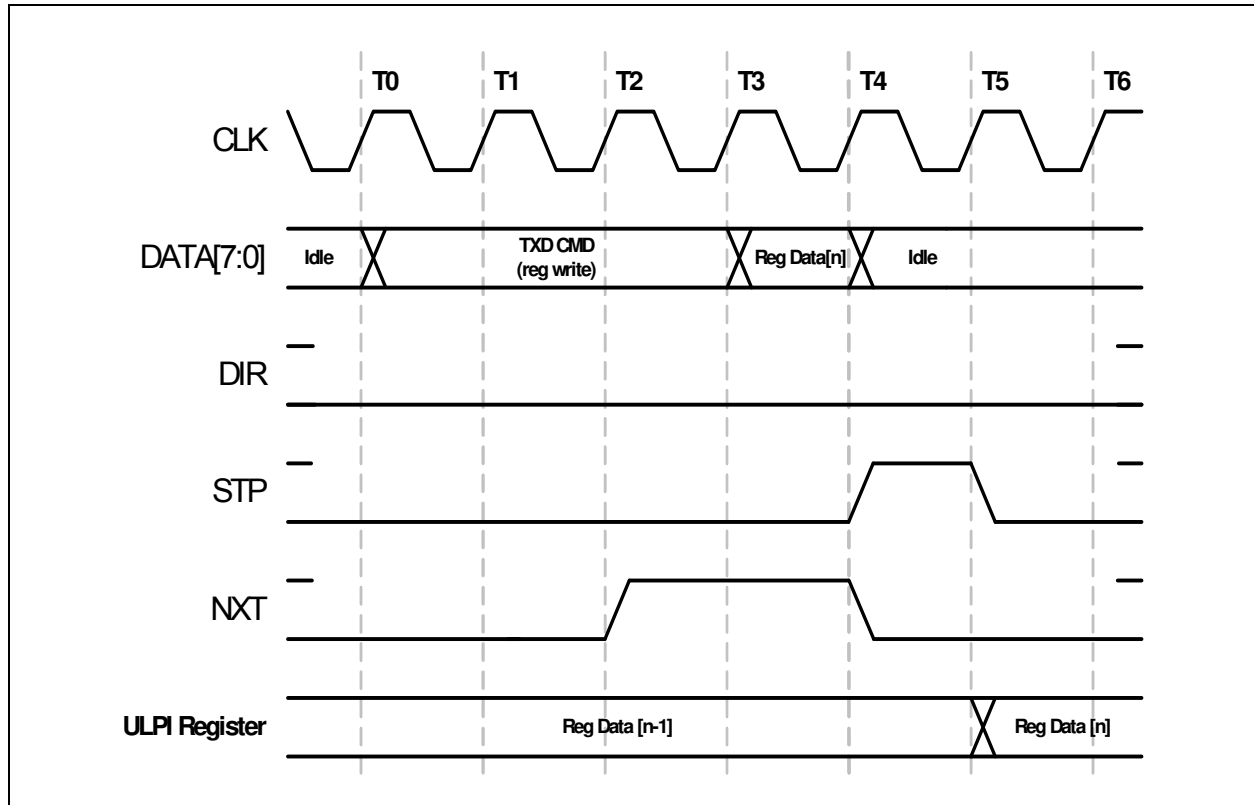 T0 T1 T2 T3 T4 T5 T6
CLK
DATA[7:0] Idle TXD CMD Reg Data[n] Idle
(reg write)
DIR
STP
NXT
ULPI Register Reg Data [n-1] Reg Data [n]